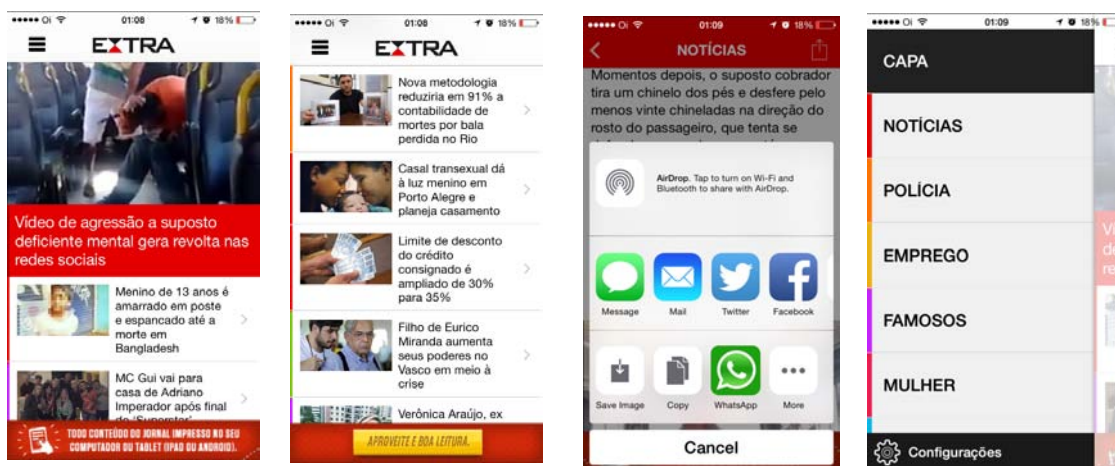 Oi 01:08 18%
EXTRA
Vídeo de agressão a suposto
deficiente mental gera revolta nas
redes sociais
Menino de 13 anos é
amarrado em poste
e espancado até a
morte em
Bangladesh
MC Gui vai para
casa de Adriano
Imperador após final
de 'Superstar'
TODO CONTEÚDO DO JORNAL IMPRESSO NO SEU
COMPUTADOR OU TABLET (IPAD OU ANDROID).
Oi 01:08 18%
EXTRA
Nova metodologia
reduziria em 91% a
contabilidade de
mortes por bala
perdida no Rio
Casal transexual dá
à luz menino em
Porto Alegre e
planeja casamento
Limite de desconto
do crédito
consignado é
ampliado de 30%
para 35%
Filho de Eurico
Miranda aumenta
seus poderes no
Vasco em meio à
crise
Verônica Araújo, ex
APROVEITE E BOA LEITURA.
Oi 01:09 18%
NOTÍCIAS
Momentos depois, o suposto cobrador
tira um chinelo dos pés e desfere pelo
menos vinte chineladas na direção do
rosto do passageiro, que tenta se
AirDrop. Tap to turn on Wi-Fi and
Bluetooth to share with AirDrop.
Message Mail Twitter Facebook
Save Image Copy WhatsApp More
Cancel
Oi 01:09 18%
CAPA
NOTÍCIAS
POLÍCIA
EMPREGO
FAMOSOS
MULHER
Configurações